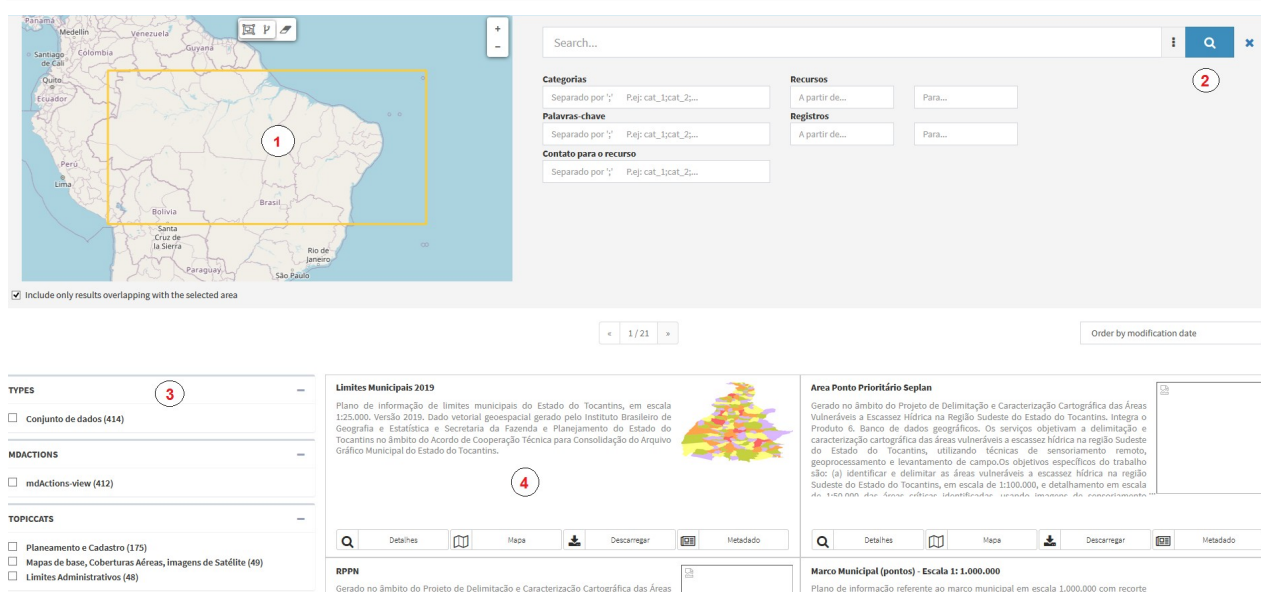 Panamá
Medellín
Venezuela
Guyana
Santiago de Cali
Colombia
Quito
Ecuador
Perú
Lima
Bolivia
Brasil
Santa Cruz de la Sierra
Rio de Janeiro
Paraguay
São Paulo
+
−
1
Include only results overlapping with the selected area
Search...
2
Categorias
Separado por ';' P.ej: cat_1;cat_2;...
Recursos
A partir de...
Para...
Palavras-chave
Separado por ';' P.ej: cat_1;cat_2;...
Registros
A partir de...
Para...
Contato para o recurso
Separado por ';' P.ej: cat_1;cat_2;...
« 1 / 21 »
Order by modification date
TYPES
3
Conjunto de dados (414)
MDACTIONS
mdActions-view (412)
TOPICCATS
Planeamento e Cadastro (175)
Mapas de base, Coberturas Aéreas, imagens de Satélite (49)
Limites Administrativos (48)
Limites Municipais 2019
Plano de informação de limites municipais do Estado do Tocantins, em escala
1:25.000. Versão 2019. Dado vetorial geoespacial gerado pelo Instituto Brasileiro de
Geografia e Estatística e Secretaria da Fazenda e Planejamento do Estado do
Tocantins no âmbito do Acordo de Cooperação Técnica para Consolidação do Arquivo
Gráfico Municipal do Estado do Tocantins.
4
Detalhes
Mapa
Descarregar
Metadado
Area Ponto Prioritário Seplan
Gerado no âmbito do Projeto de Delimitação e Caracterização Cartográfica das Áreas
Vulneráveis a Escassez Hídrica na Região Sudeste do Estado do Tocantins. Integra o
Produto 6. Banco de dados geográficos. Os serviços objetivam a delimitação e
caracterização cartográfica das áreas vulneráveis a escassez hídrica na região Sudeste
do Estado do Tocantins, utilizando técnicas de sensoriamento remoto,
geoprocessamento e levantamento de campo.Os objetivos específicos do trabalho
são: (a) identificar e delimitar as áreas vulneráveis a escassez hídrica na região
Sudeste do Estado do Tocantins, em escala de 1:100.000, e detalhamento em escala
de 1:50.000 das áreas críticas identificadas, usando imagens de sensoriamento ...
Detalhes
Mapa
Descarregar
Metadado
RPPN
Gerado no âmbito do Projeto de Delimitação e Caracterização Cartográfica das Áreas
Marco Municipal (pontos) - Escala 1: 1.000.000
Plano de informação referente ao marco municipal em escala 1.000.000 com recorte